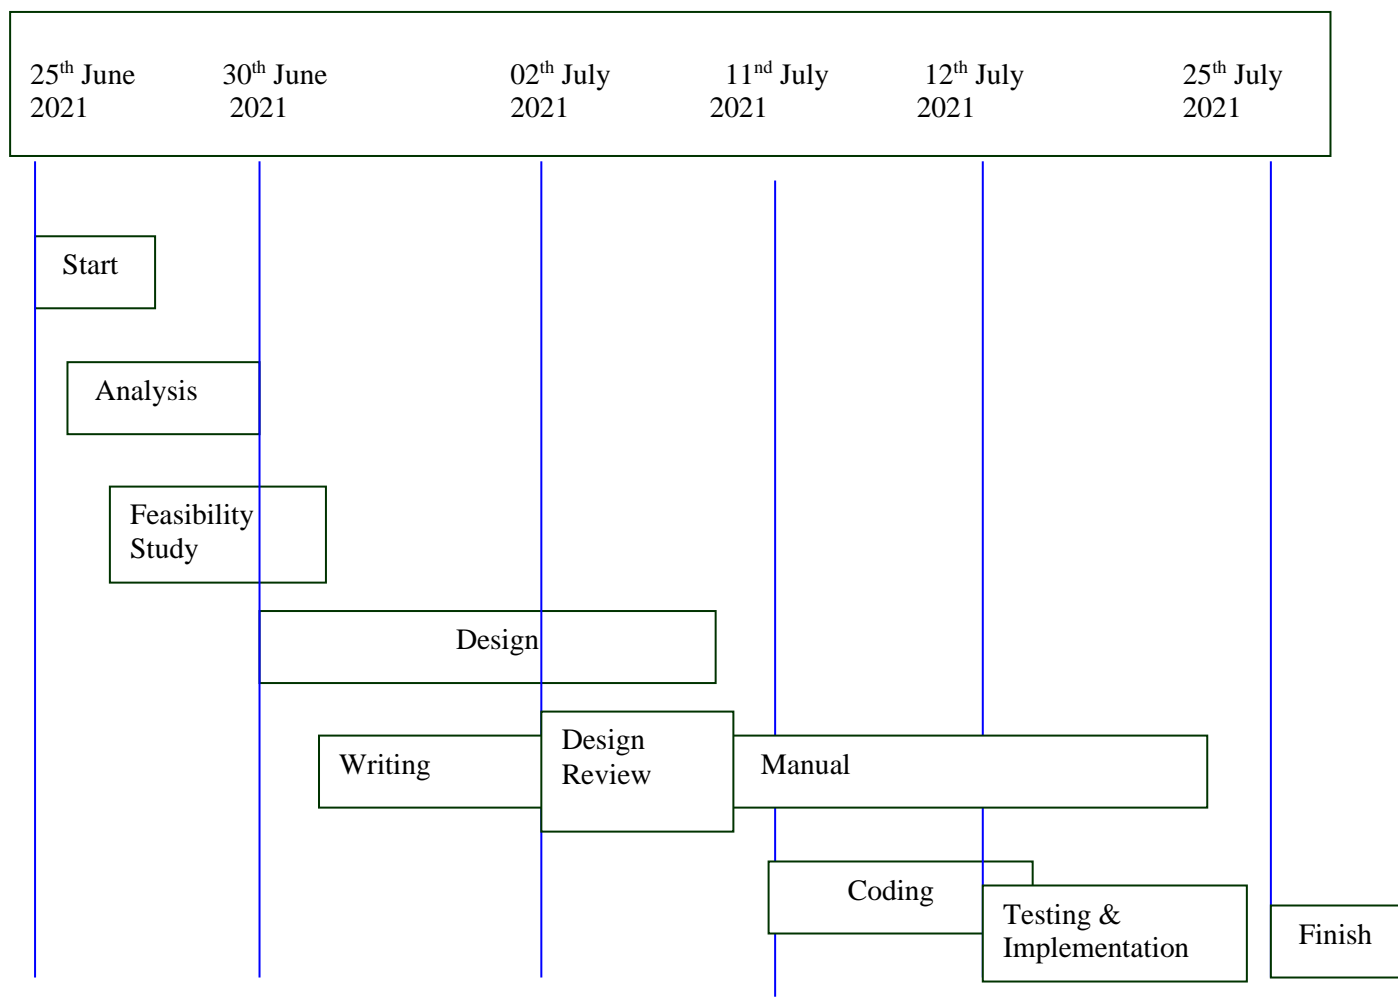 25th June 30th June 02th July 11nd July 12th July 25th July
2021 2021 2021 2021 2021 2021
Start
Analysis
Feasibility
Study
Design
Writing Design Review Manual
Coding
Testing &
Implementation
Finish